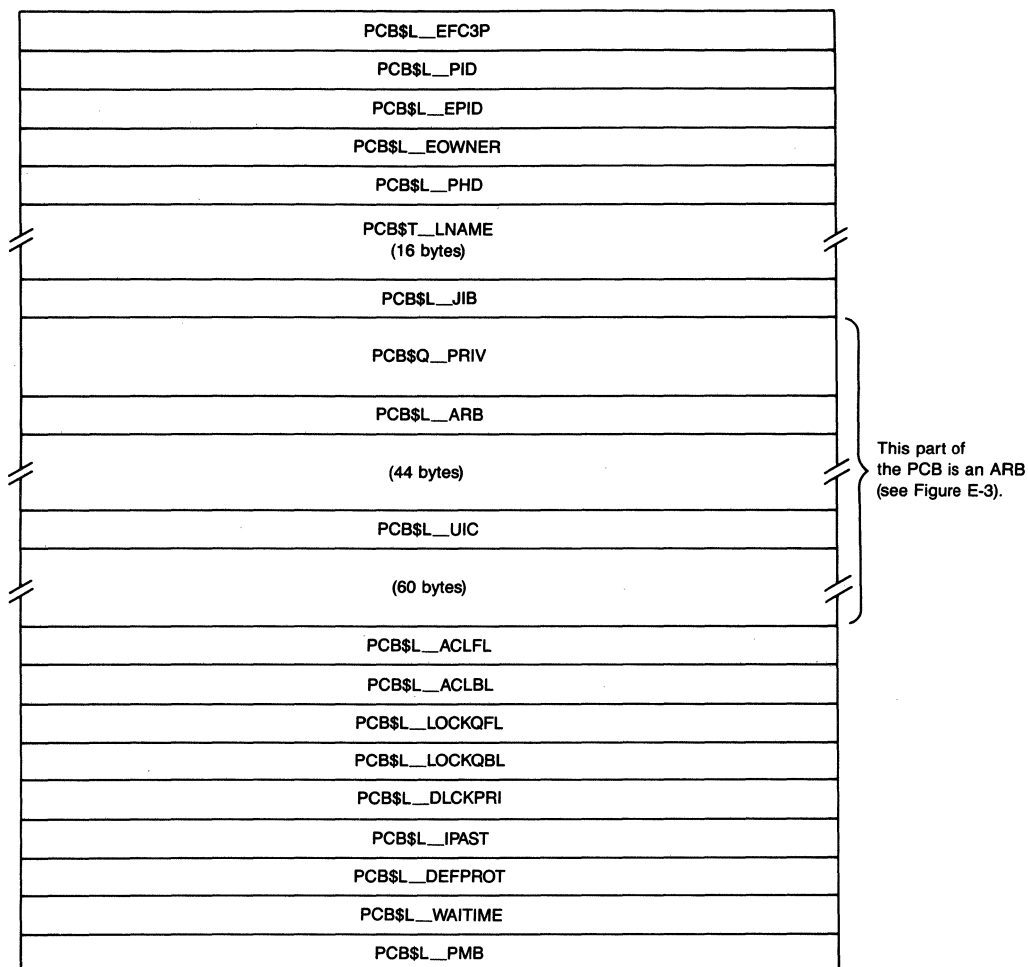 PCB$L__EFC3P
PCB$L__PID
PCB$L__EPID
PCB$L__EOWNER
PCB$L__PHD
PCB$T__LNAME
(16 bytes)
PCB$L__JIB
PCB$Q__PRIV
PCB$L__ARB
(44 bytes)
PCB$L__UIC
(60 bytes)
This part of
the PCB is an ARB
(see Figure E-3).
PCB$L__ACLFL
PCB$L__ACLBL
PCB$L__LOCKQFL
PCB$L__LOCKQBL
PCB$L__DLCKPRI
PCB$L__IPAST
PCB$L__DEFPROT
PCB$L__WAITIME
PCB$L__PMB